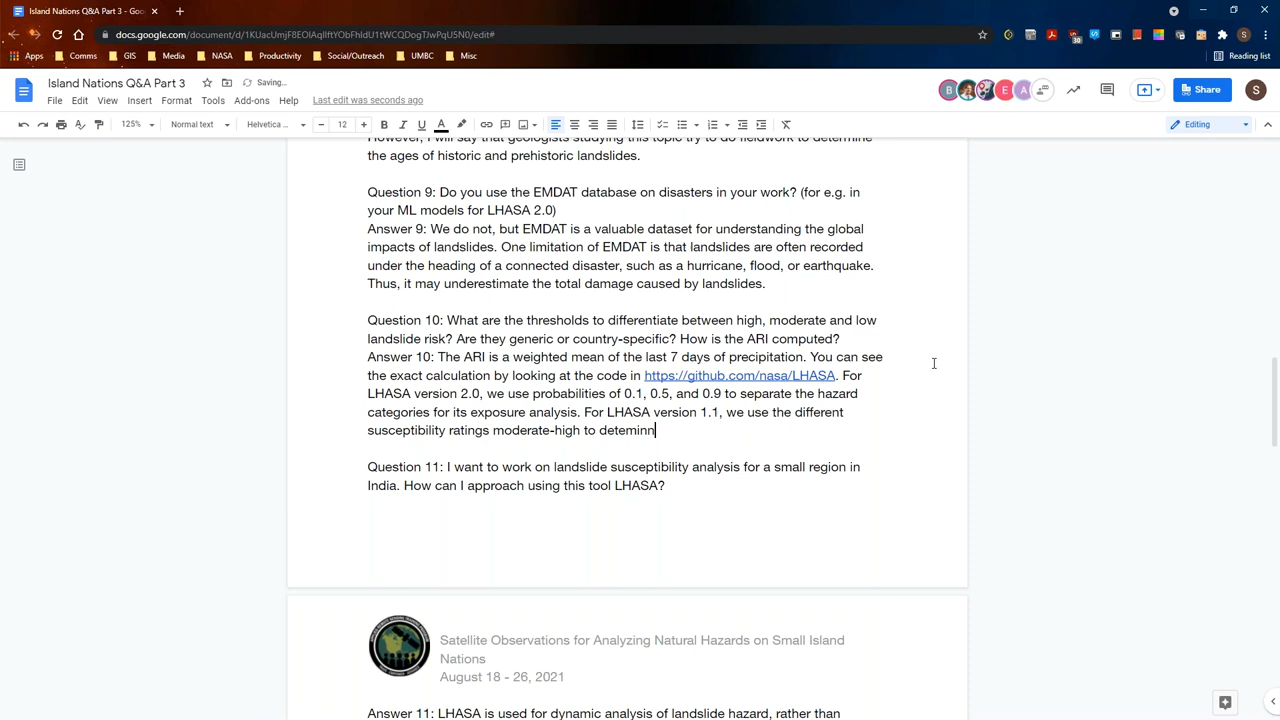 Island Nations Q&A Part 3 - Goo
docs.google.com/document/d/1KUacUmjF8EOIAqlIftYObFhIdU1tWCQDogTJwPqU5N0/edit#
Apps Comms GIS Media NASA Productivity Social/Outreach UMBC Misc Reading list
Island Nations Q&A Part 3 Saving...
File Edit View Insert Format Tools Add-ons Help Last edit was seconds ago
Share
125% Normal text Helvetica ... 12 Editing
However, I will say that geologists studying this topic try to do fieldwork to determine
the ages of historic and prehistoric landslides.
Question 9: Do you use the EMDAT database on disasters in your work? (for e.g. in
your ML models for LHASA 2.0)
Answer 9: We do not, but EMDAT is a valuable dataset for understanding the global
impacts of landslides. One limitation of EMDAT is that landslides are often recorded
under the heading of a connected disaster, such as a hurricane, flood, or earthquake.
Thus, it may underestimate the total damage caused by landslides.
Question 10: What are the thresholds to differentiate between high, moderate and low
landslide risk? Are they generic or country-specific? How is the ARI computed?
Answer 10: The ARI is a weighted mean of the last 7 days of precipitation. You can see
the exact calculation by looking at the code in https://github.com/nasa/LHASA. For
LHASA version 2.0, we use probabilities of 0.1, 0.5, and 0.9 to separate the hazard
categories for its exposure analysis. For LHASA version 1.1, we use the different
susceptibility ratings moderate-high to deteminn
Question 11: I want to work on landslide susceptibility analysis for a small region in
India. How can I approach using this tool LHASA?
Satellite Observations for Analyzing Natural Hazards on Small Island
Nations
August 18 - 26, 2021
Answer 11: LHASA is used for dynamic analysis of landslide hazard, rather than